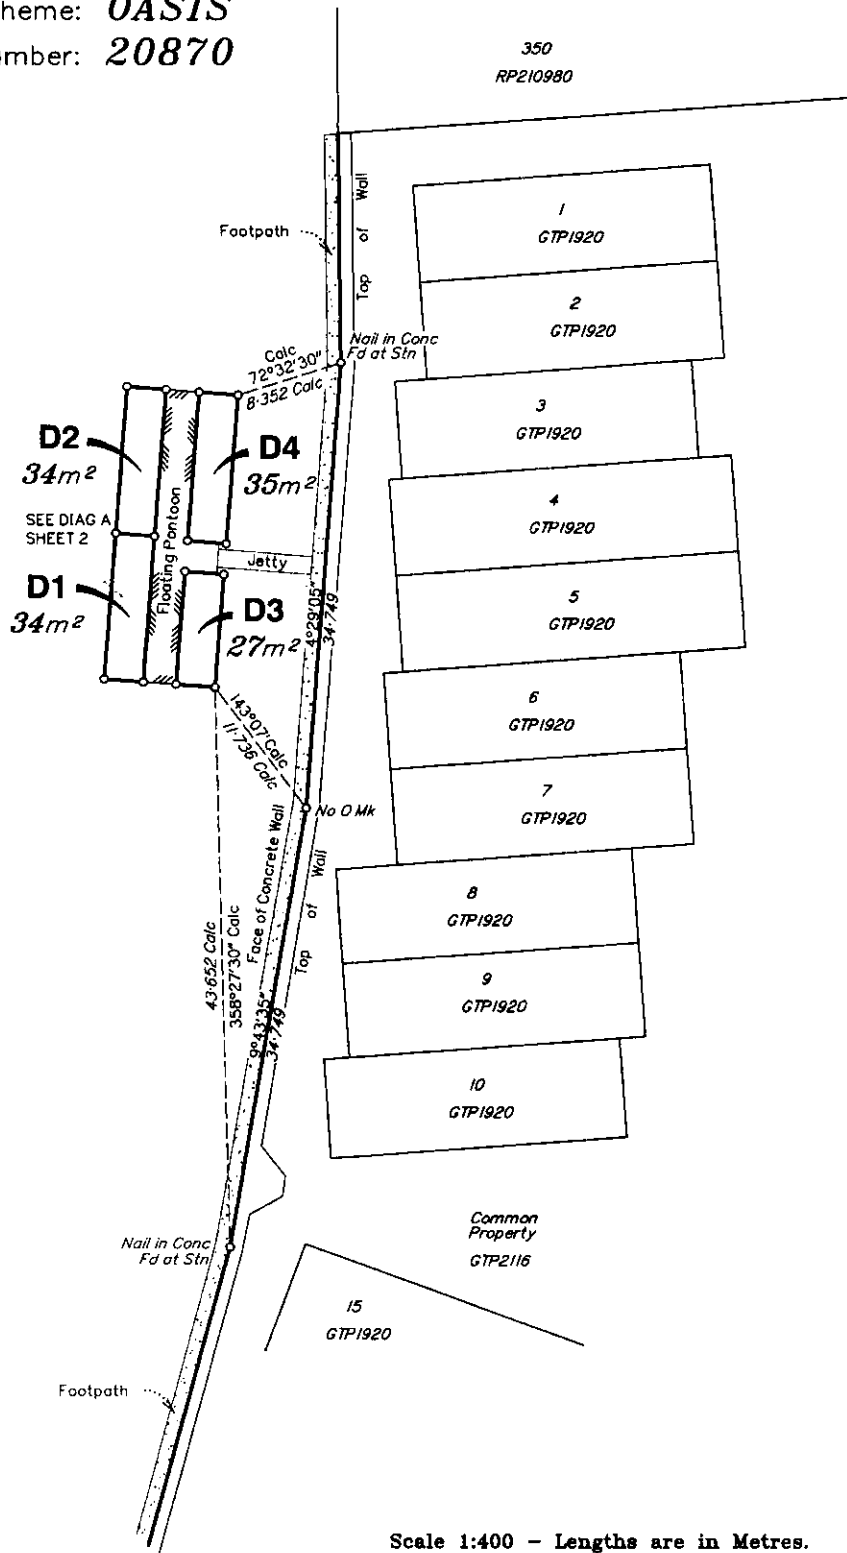 heme: OASIS
mber: 20870
350
RP210980
Footpath
Top of Wall
1
GTP1920
2
GTP1920
Nail in Conc
Fd at Stn
Calc
72°32'30"
8·352 Calc
3
GTP1920
D2
34m²
D4
35m²
4
GTP1920
SEE DIAG A
SHEET 2
Floating Pontoon
Jetty
D1
34m²
D3
27m²
4°29'05"
34·749
5
GTP1920
6
GTP1920
143°07' Calc
11·736 Calc
7
GTP1920
No O Mk
Face of Concrete Wall
Top of Wall
8
GTP1920
43·652 Calc
358°27'30" Calc
9
GTP1920
9°43'35"
34·749
10
GTP1920
Nail in Conc
Fd at Stn
Common
Property
GTP2116
15
GTP1920
Footpath
Scale 1:400 – Lengths are in Metres.